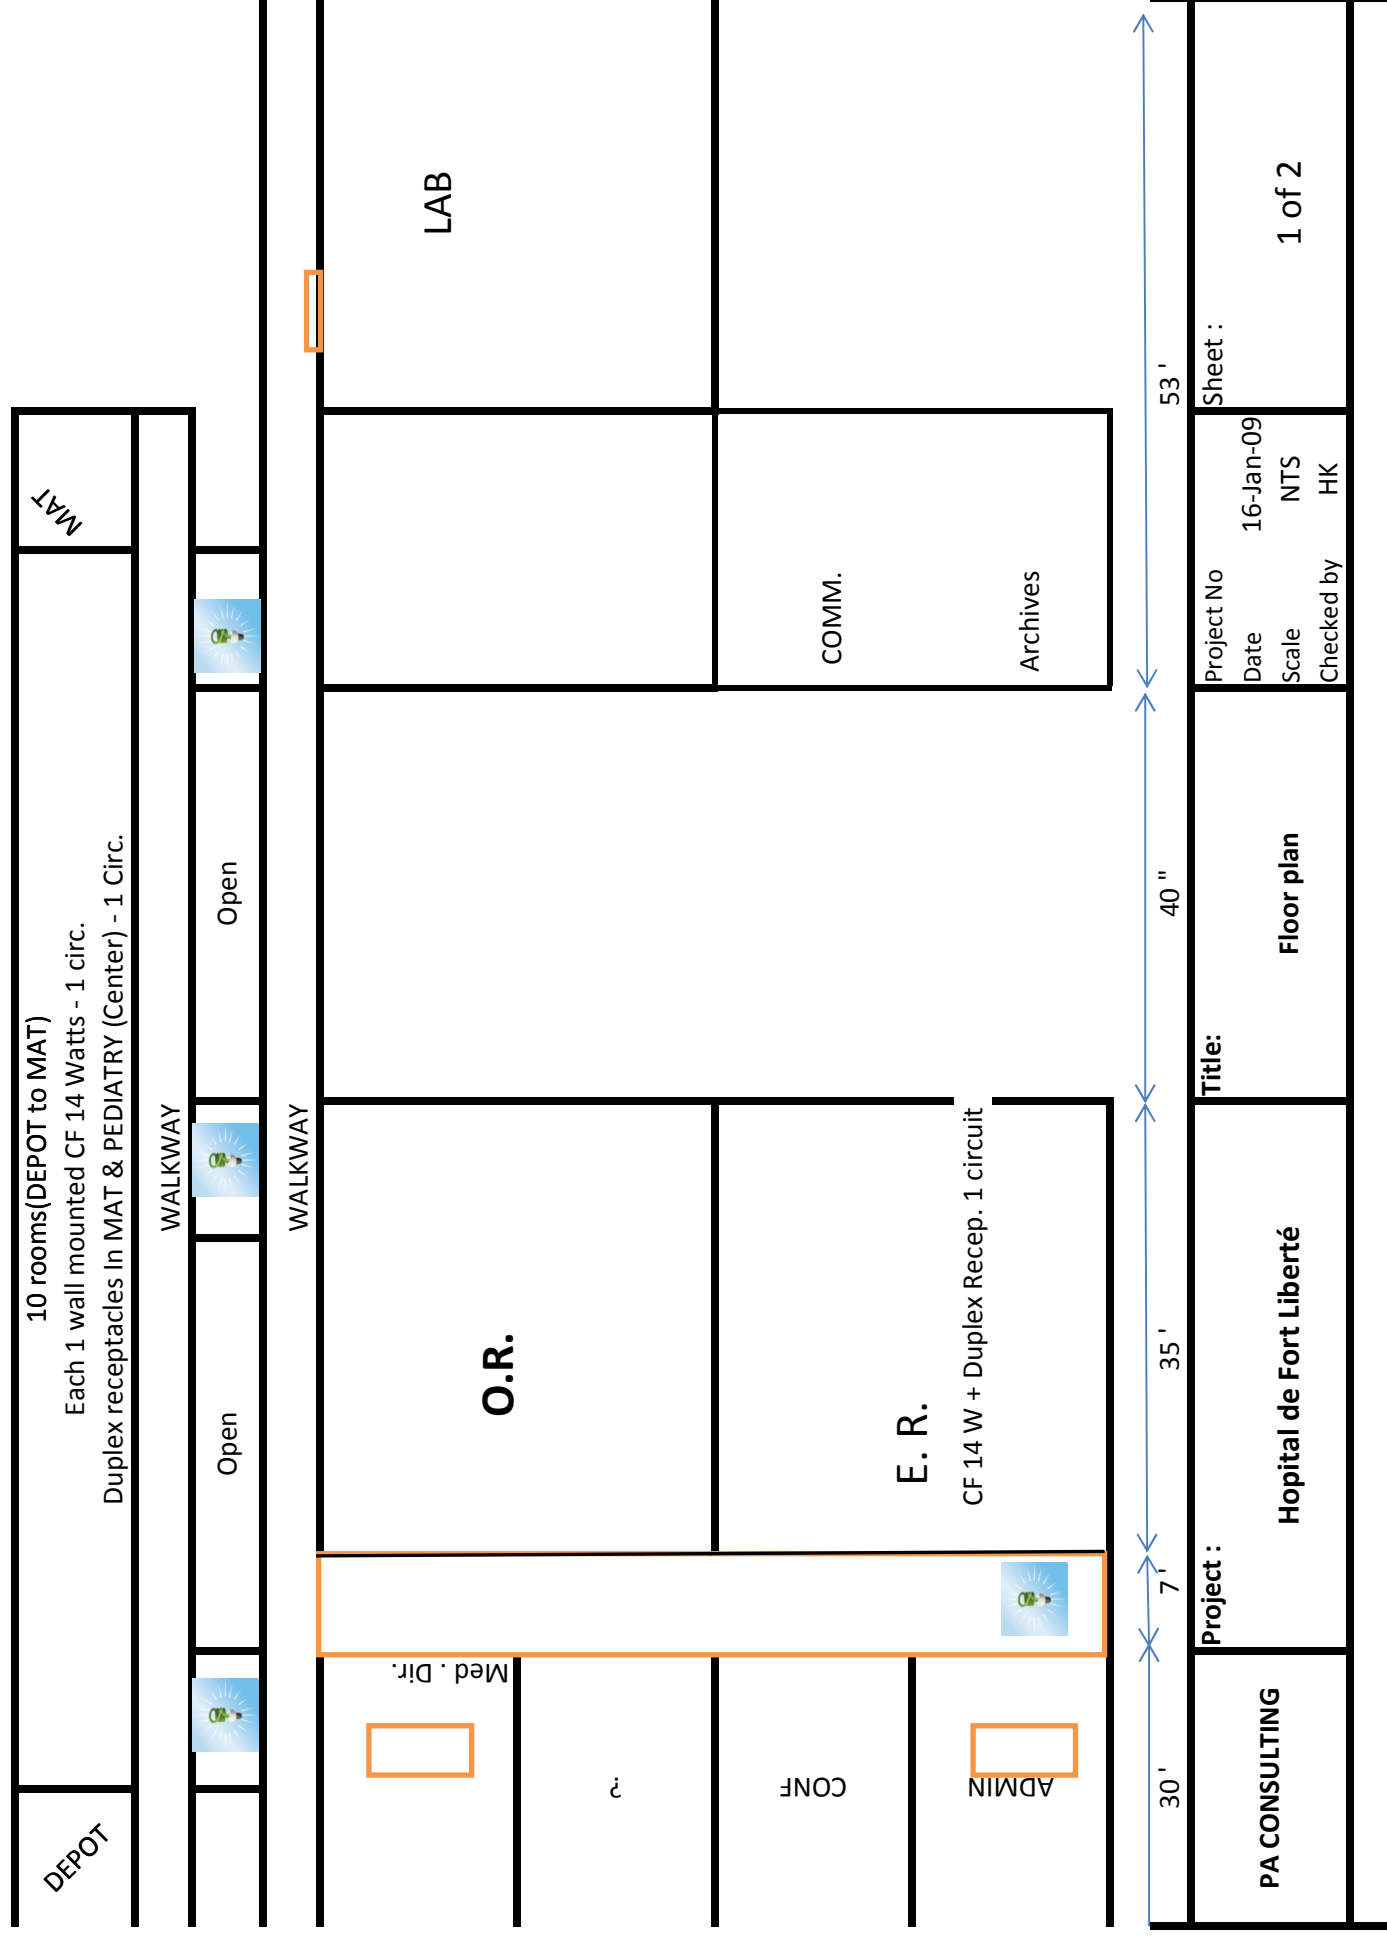 10 rooms(DEPOT to MAT)
Each 1 wall mounted CF 14 Watts - 1 circ.
Duplex receptacles In MAT & PEDIATRY (Center) - 1 Circ.
DEPOT
MAT
WALKWAY
Open
Open
WALKWAY
Med . Dir.
?
CONF
ADMIN
O.R.
LAB
E. R.
CF 14 W + Duplex Recep. 1 circuit
COMM.
Archives
30 '
7 '
35 '
40 "
53 '
PA CONSULTING
Project :
Hopital de Fort Liberté
Title:
Floor plan
Project No
Date 16-Jan-09
Scale NTS
Checked by HK
Sheet :
1 of 2